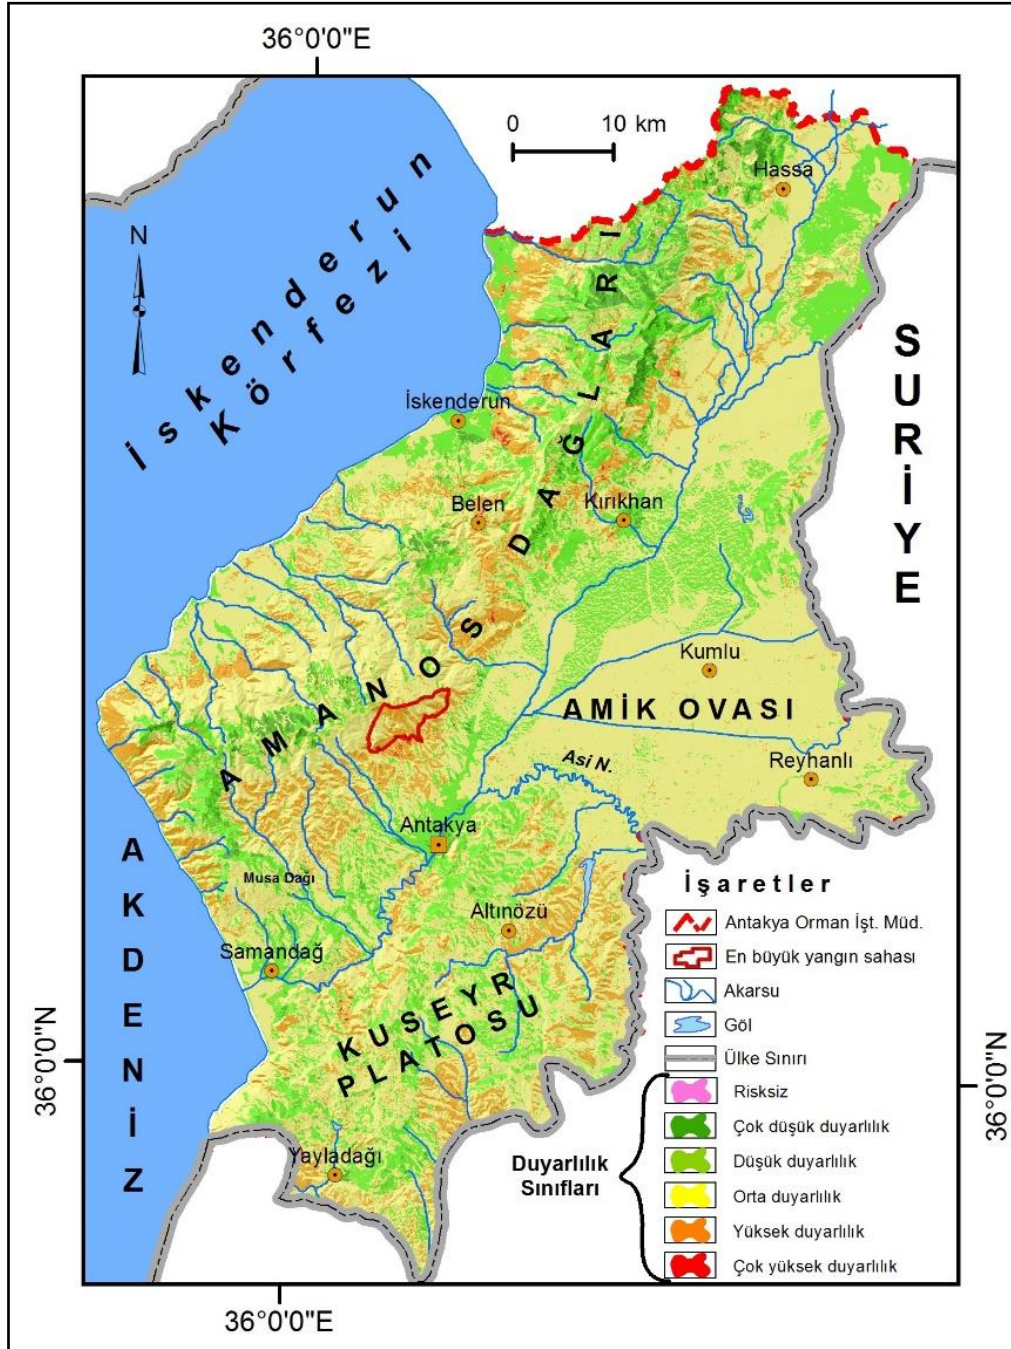 36°0'0"E
0 10 km
Hassa
N
İskenderun
Körfezi
SURİYE
İskenderun
Belen
Kırıkhan
AMANOS DAĞLARI
Kumlu
AMİK OVASI
Reyhanlı
Asi N.
Antakya
AKDENİZ
Musa Dağı
Altınözü
Samandağ
KUSEYR
PLATOSU
Yayladağı
İşaretler
Antakya Orman İşt. Müd.
En büyük yangın sahası
Akarsu
Göl
Ülke Sınırı
Duyarlılık
Sınıfları
Risksiz
Çok düşük duyarlılık
Düşük duyarlılık
Orta duyarlılık
Yüksek duyarlılık
Çok yüksek duyarlılık
36°0'0"N
36°0'0"N
36°0'0"E